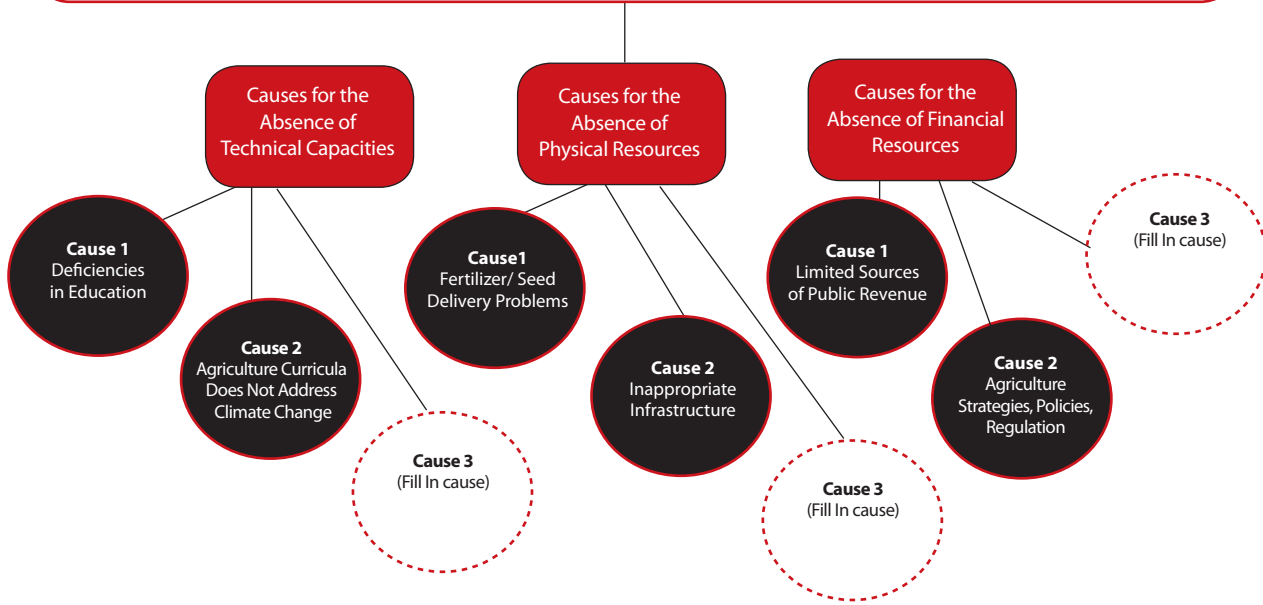 Causes for the
Absence of
Technical Capacities
Causes for the
Absence of
Physical Resources
Causes for the
Absence of Financial
Resources
Cause 1
Deficiencies
in Education
Cause 2
Agriculture Curricula
Does Not Address
Climate Change
Cause 3
(Fill In cause)
Cause1
Fertilizer/ Seed
Delivery Problems
Cause 2
Inappropriate
Infrastructure
Cause 3
(Fill In cause)
Cause 1
Limited Sources
of Public Revenue
Cause 2
Agriculture
Strategies, Policies,
Regulation
Cause 3
(Fill In cause)